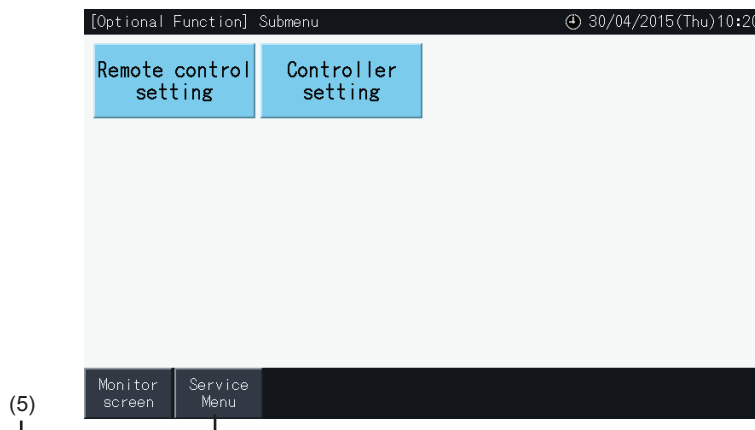 [Optional Function] Submenu 30/04/2015(Thu)10:20
Remote control
setting
Controller
setting
Monitor
screen
Service
Menu
(5)